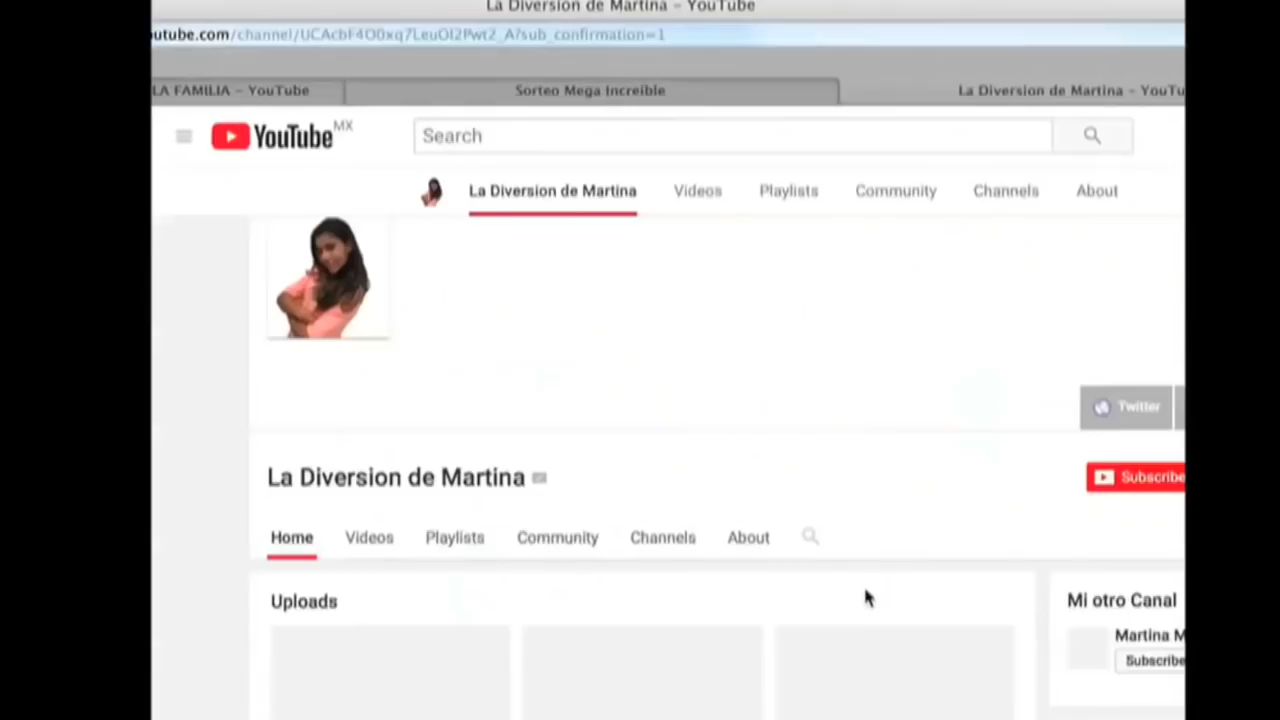 La Diversion de Martina – YouTube
utube.com/channel/UCAcbF4O0xq7LeuOI2Pwt2_A?sub_confirmation=1
LA FAMILIA – YouTube
Sorteo Mega Increíble
La Diversion de Martina – YouTu
YouTube MX
Search
La Diversion de Martina Videos Playlists Community Channels About
Twitter
La Diversion de Martina
Subscribe
Home Videos Playlists Community Channels About
Uploads
Mi otro Canal
Martina M
Subscribe